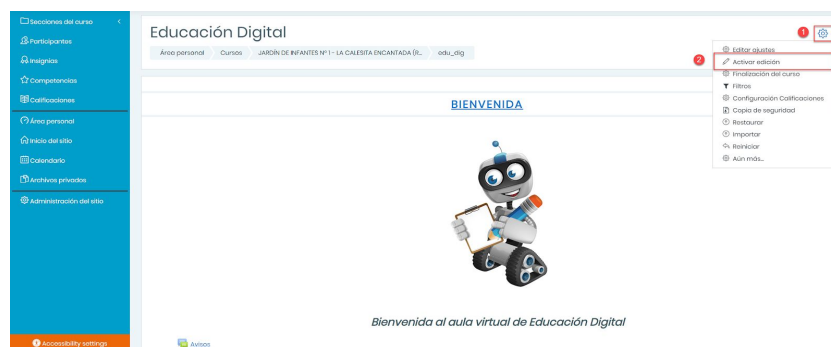 Secciones del curso
Participantes
Insignias
Competencias
Calificaciones
Área personal
Inicio del sitio
Calendario
Archivos privados
Administración del sitio
Accessibility settings
Educación Digital
Área personal Cursos JARDÍN DE INFANTES Nº 1 - LA CALESITA ENCANTADA (R... edu_dig
1
2
Editar ajustes
Activar edición
Finalización del curso
Filtros
Configuración Calificaciones
Copia de seguridad
Restaurar
Importar
Reiniciar
Aún más...
BIENVENIDA
Bienvenida al aula virtual de Educación Digital
Avisos